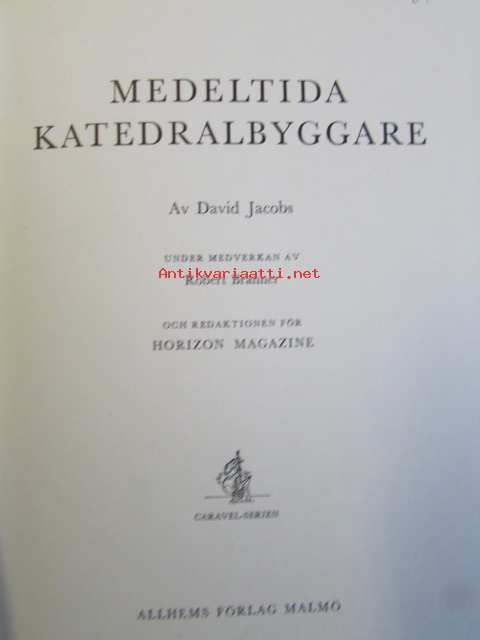 MEDELTIDA
KATEDRALBYGGARE
Av David Jacobs
UNDER MEDVERKAN AV
Antikvariaatti.net
Robert Branner
OCH REDAKTIONEN FÖR
HORIZON MAGAZINE
CARAVEL-SERIEN
ALLHEMS FÖRLAG MALMÖ